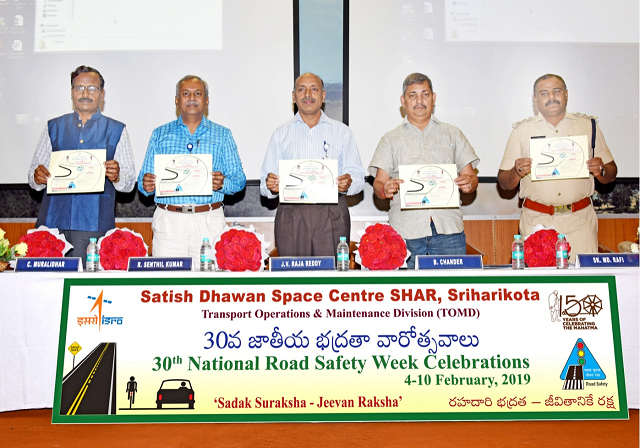 C. MURALIDHAR
R. SENTHIL KUMAR
J.V. RAJA REDDY
B. CHANDER
SK. MD. RAFI
Satish Dhawan Space Centre SHAR, Sriharikota
Transport Operations & Maintenance Division (TOMD)
इसरो isro
150
YEARS OF
CELEBRATING
THE MAHATMA
30వ జాతీయ భద్రతా వారోత్సవాలు
30th National Road Safety Week Celebrations
4-10 February, 2019
Road Safety
'Sadak Suraksha - Jeevan Raksha'
రహదారి భద్రత – జీవితానికే రక్ష